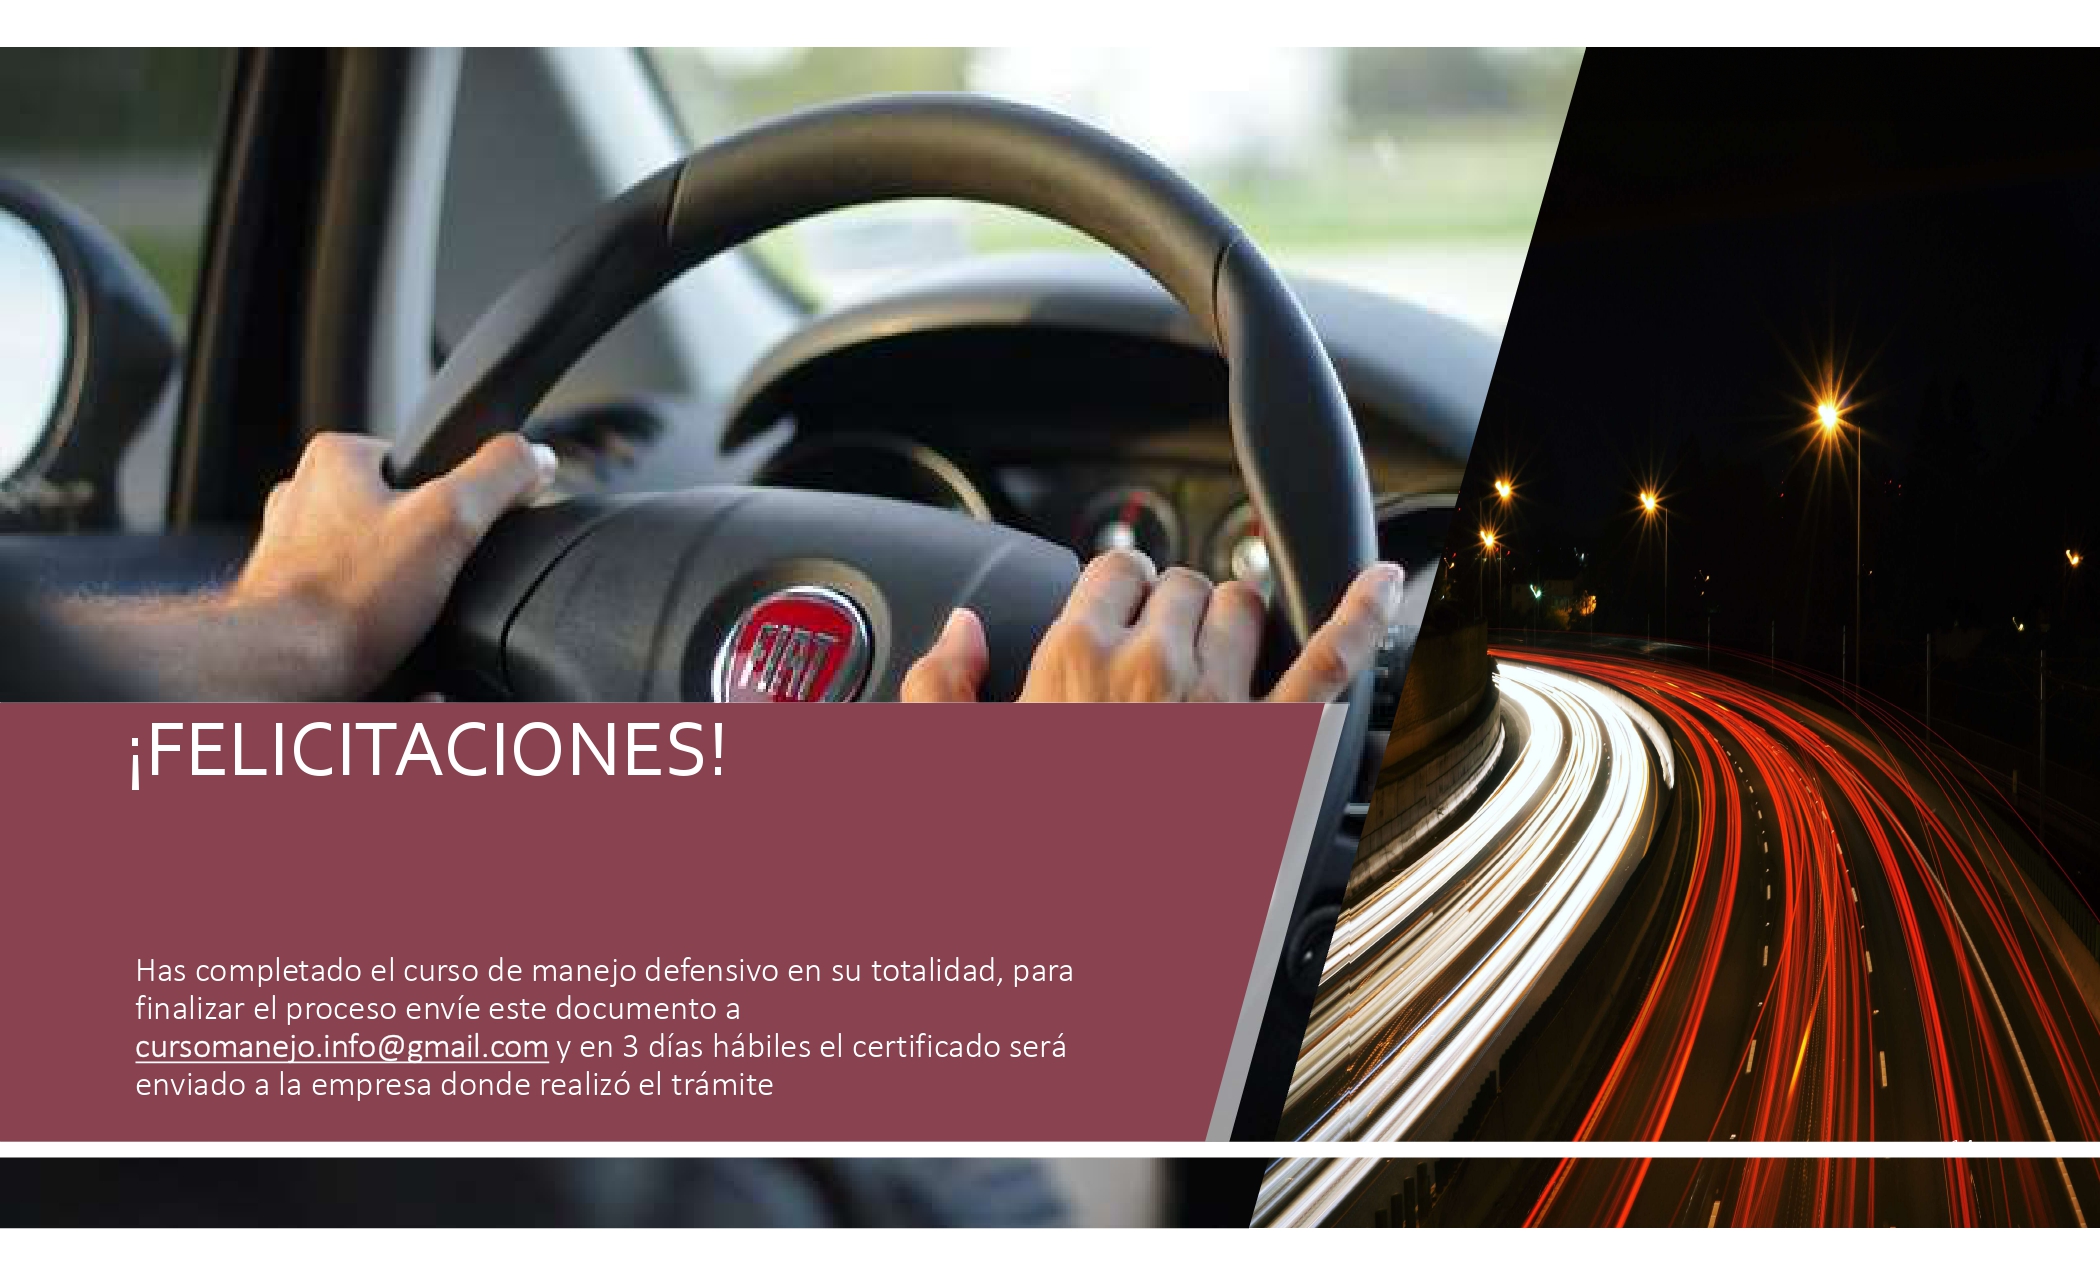 FIAT
¡FELICITACIONES!
Has completado el curso de manejo defensivo en su totalidad, para
finalizar el proceso envíe este documento a
cursomanejo.info@gmail.com y en 3 días hábiles el certificado será
enviado a la empresa donde realizó el trámite